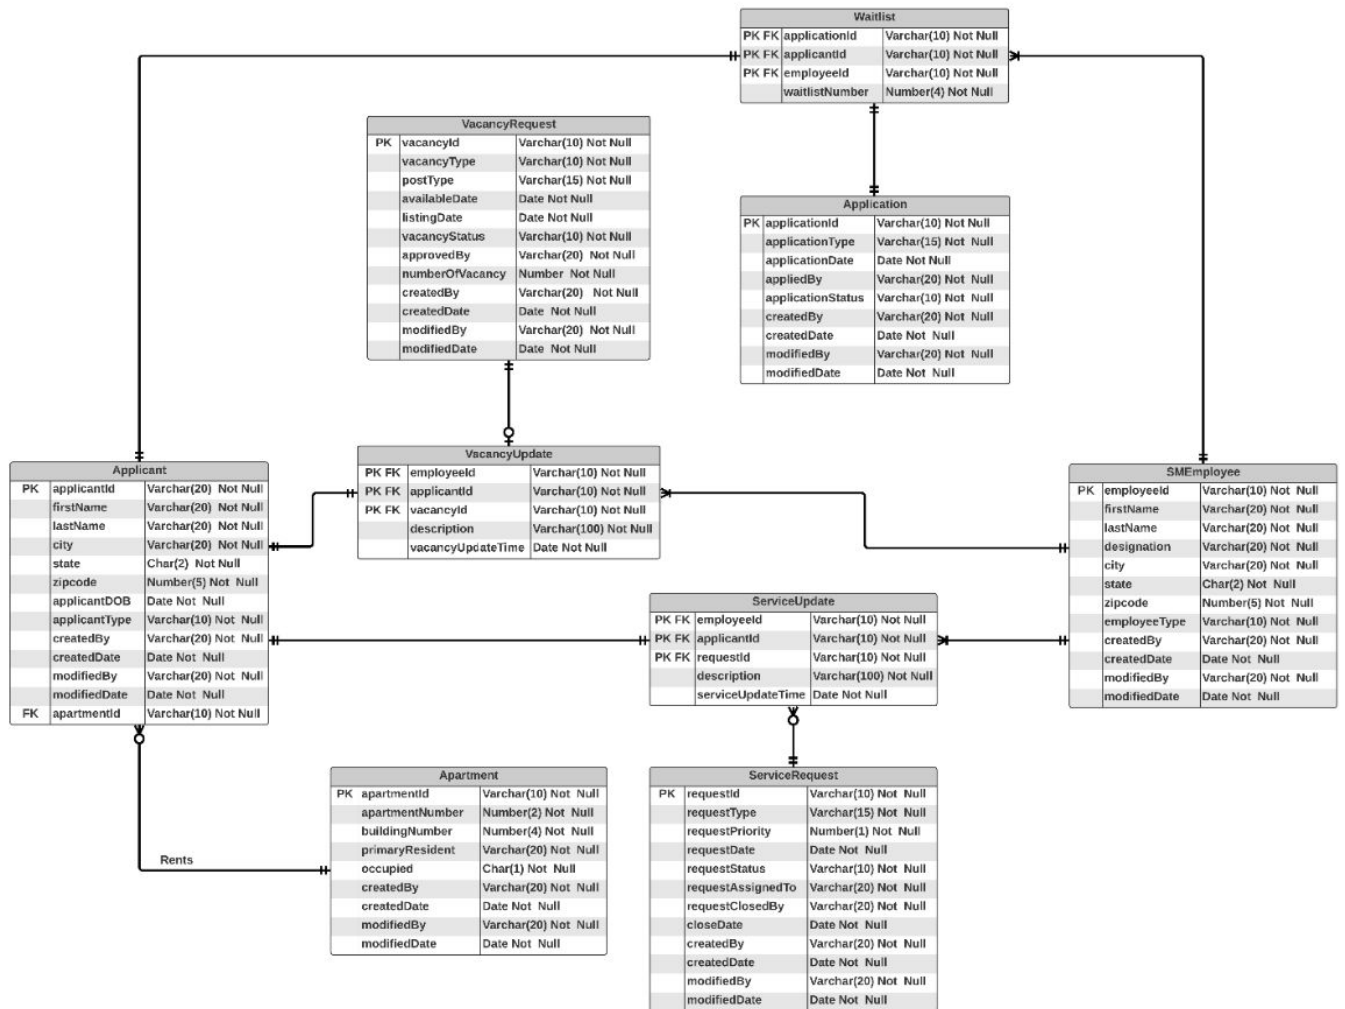 Waitlist
PK FK applicationId Varchar(10) Not Null
PK FK applicantId Varchar(10) Not Null
PK FK employeeId Varchar(10) Not Null
waitlistNumber Number(4) Not Null
VacancyRequest
PK vacancyId Varchar(10) Not Null
vacancyType Varchar(10) Not Null
postType Varchar(15) Not Null
availableDate Date Not Null
listingDate Date Not Null
vacancyStatus Varchar(10) Not Null
approvedBy Varchar(20) Not Null
numberOfVacancy Number Not Null
createdBy Varchar(20) Not Null
createdDate Date Not Null
modifiedBy Varchar(20) Not Null
modifiedDate Date Not Null
Application
PK applicationId Varchar(10) Not Null
applicationType Varchar(15) Not Null
applicationDate Date Not Null
appliedBy Varchar(20) Not Null
applicationStatus Varchar(10) Not Null
createdBy Varchar(20) Not Null
createdDate Date Not Null
modifiedBy Varchar(20) Not Null
modifiedDate Date Not Null
Applicant
PK applicantId Varchar(20) Not Null
firstName Varchar(20) Not Null
lastName Varchar(20) Not Null
city Varchar(20) Not Null
state Char(2) Not Null
zipcode Number(5) Not Null
applicantDOB Date Not Null
applicantType Varchar(10) Not Null
createdBy Varchar(20) Not Null
createdDate Date Not Null
modifiedBy Varchar(20) Not Null
modifiedDate Date Not Null
FK apartmentId Varchar(10) Not Null
VscancyUpdate
PK FK employeeId Varchar(10) Not Null
PK FK applicantId Varchar(10) Not Null
PK FK vacancyId Varchar(10) Not Null
description Varchar(100) Not Null
vacancyUpdateTime Date Not Null
SMEmployee
PK employeeId Varchar(10) Not Null
firstName Varchar(20) Not Null
lastName Varchar(20) Not Null
designation Varchar(20) Not Null
city Varchar(20) Not Null
state Char(2) Not Null
zipcode Number(5) Not Null
employeeType Varchar(10) Not Null
createdBy Varchar(20) Not Null
createdDate Date Not Null
modifiedBy Varchar(20) Not Null
modifiedDate Date Not Null
ServiceUpdate
PK FK employeeId Varchar(10) Not Null
PK FK applicantId Varchar(10) Not Null
PK FK requestId Varchar(10) Not Null
description Varchar(100) Not Null
serviceUpdateTime Date Not Null
Rents
Apartment
PK apartmentId Varchar(10) Not Null
apartmentNumber Number(2) Not Null
buildingNumber Number(4) Not Null
primaryResident Varchar(20) Not Null
occupied Char(1) Not Null
createdBy Varchar(20) Not Null
createdDate Date Not Null
modifiedBy Varchar(20) Not Null
modifiedDate Date Not Null
ServiceRequest
PK requestId Varchar(10) Not Null
requestType Varchar(15) Not Null
requestPriority Number(1) Not Null
requestDate Date Not Null
requestStatus Varchar(10) Not Null
requestAssignedTo Varchar(20) Not Null
requestClosedBy Varchar(20) Not Null
closeDate Date Not Null
createdBy Varchar(20) Not Null
createdDate Date Not Null
modifiedBy Varchar(20) Not Null
modifiedDate Date Not Null